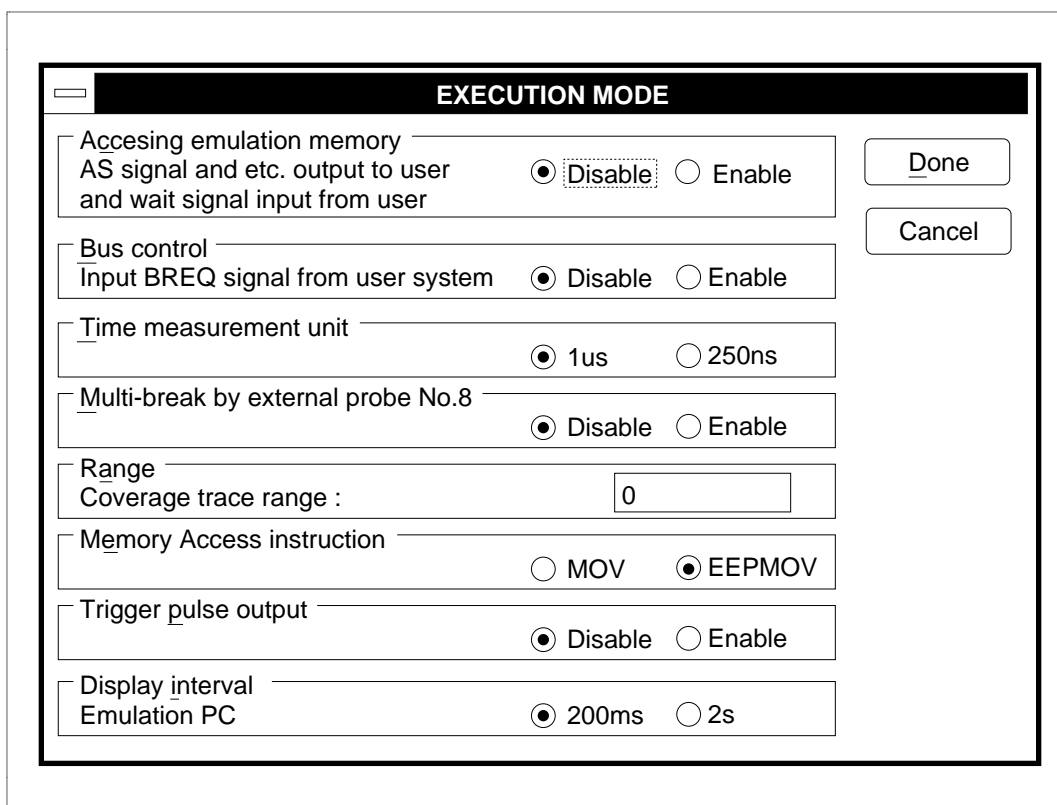 EXECUTION MODE
Accesing emulation memory
AS signal and etc. output to user
and wait signal input from user
Disable Enable
Done
Cancel
Bus control
Input BREQ signal from user system Disable Enable
Time measurement unit
1us 250ns
Multi-break by external probe No.8
Disable Enable
Range
Coverage trace range : 0
Memory Access instruction
MOV EEPMOV
Trigger pulse output
Disable Enable
Display interval
Emulation PC 200ms 2s